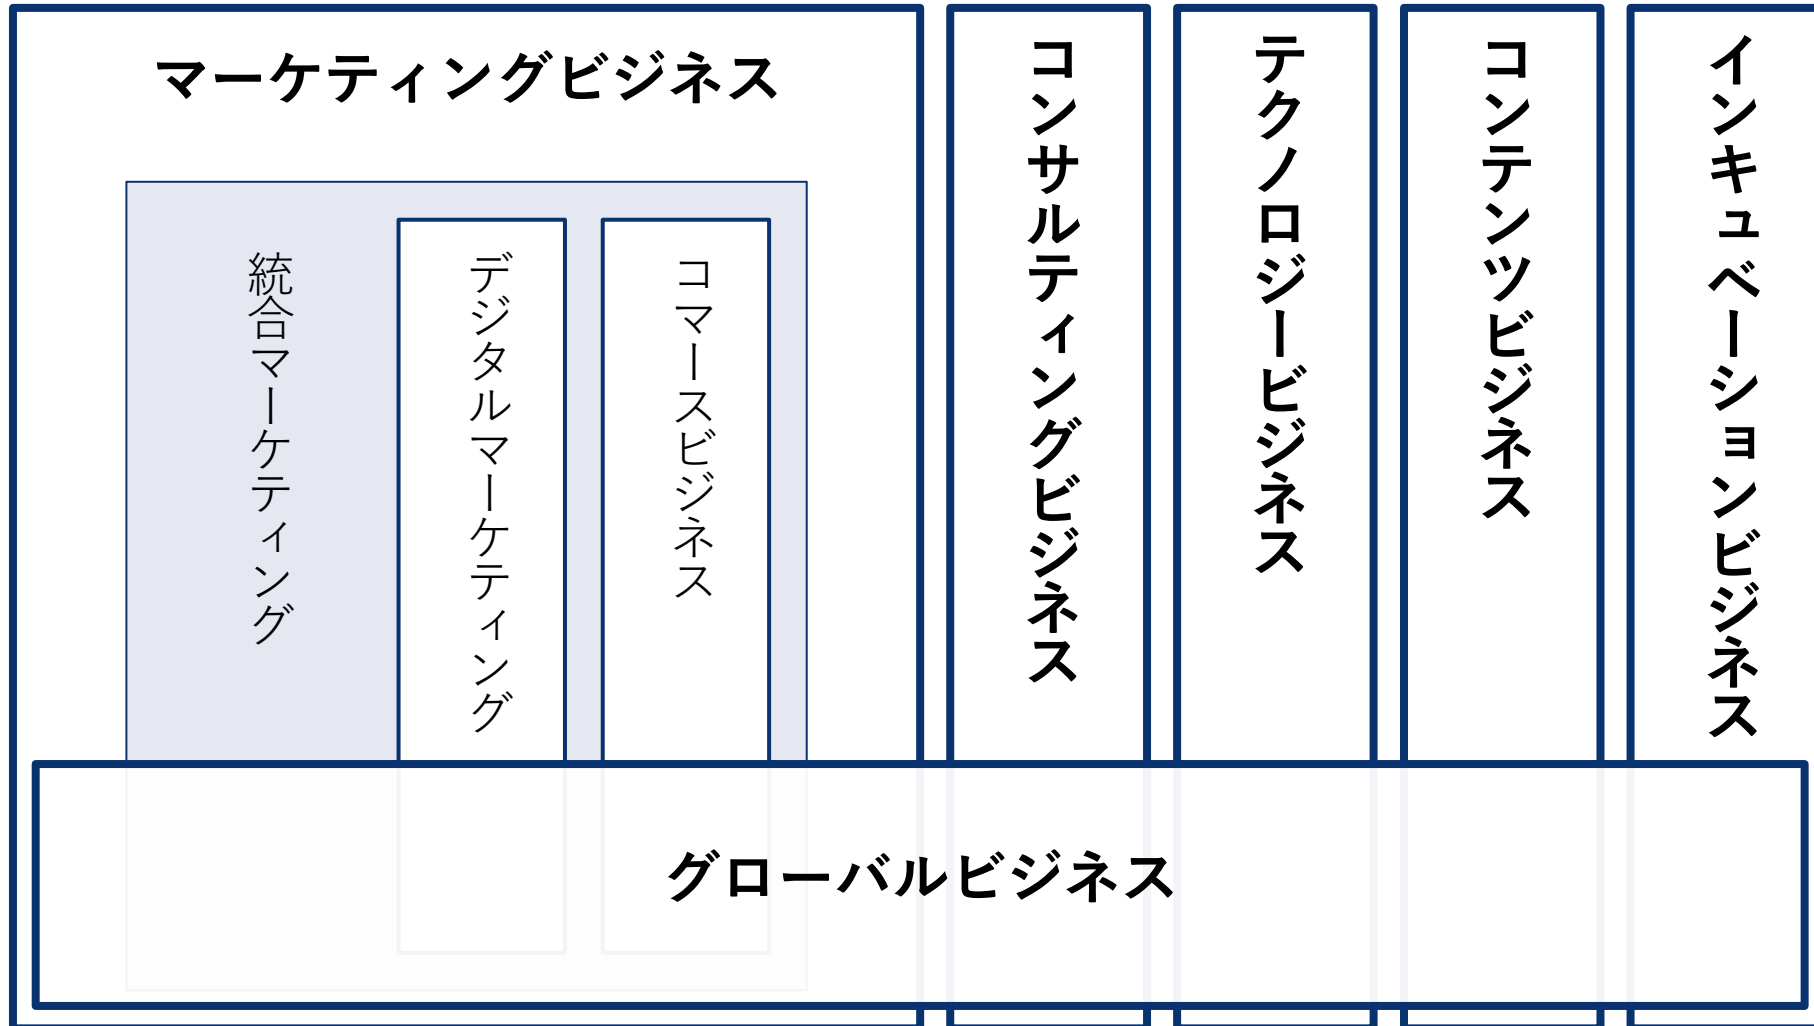 マーケティングビジネス
統合マーケティング
デジタルマーケティング
コマースビジネス
コンサルティングビジネス
テクノロジービジネス
コンテンツビジネス
インキュベーションビジネス
グローバルビジネス